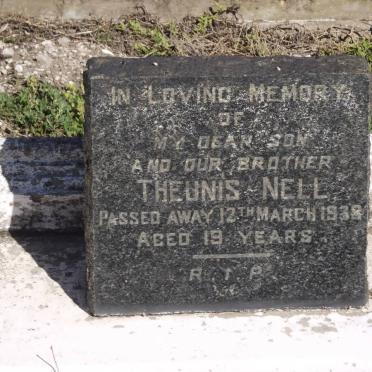 IN LOVING MEMORY
OF
MY DEAR SON
AND OUR BROTHER
THEUNIS NELL
PASSED AWAY 12TH MARCH 1938
AGED 19 YEARS
R I P